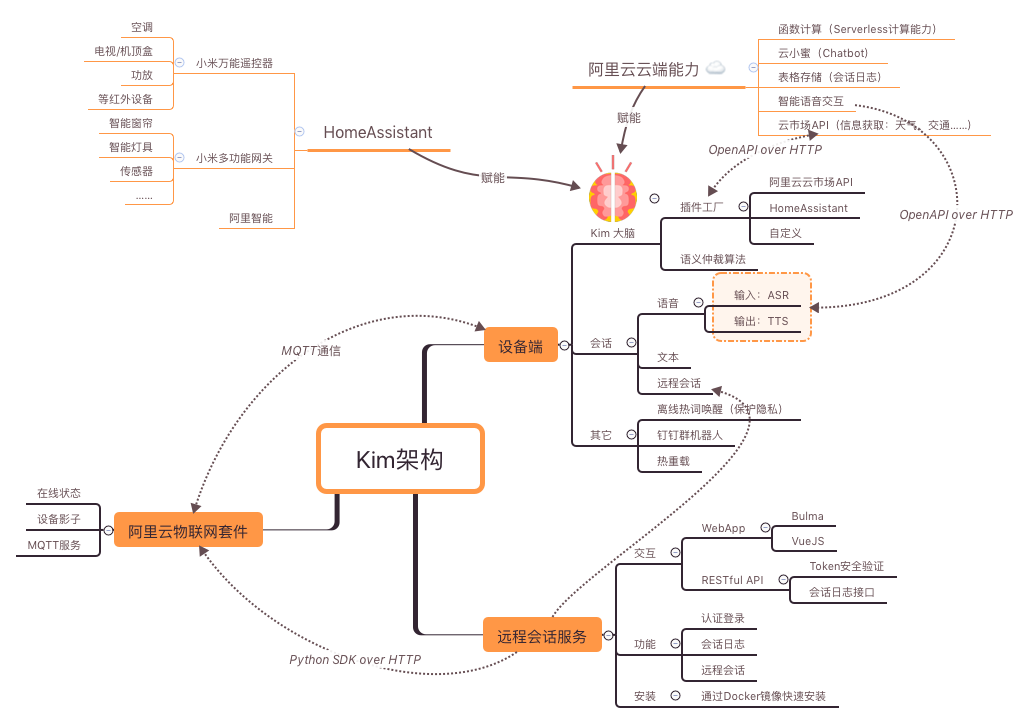 空调
电视/机顶盒
功放
等红外设备
小米万能遥控器
智能窗帘
智能灯具
传感器
......
小米多功能网关
阿里智能
HomeAssistant
赋能
阿里云云端能力
赋能
函数计算（Serverless计算能力）
云小蜜（Chatbot)
表格存储（会话日志）
智能语音交互
云市场API（信息获取：天气、交通......)
OpenAPI over HTTP
OpenAPI over HTTP
Kim 大脑
插件工厂
阿里云云市场API
HomeAssistant
自定义
语义仲裁算法
设备端
会话
语音
输入：ASR
输出：TTS
文本
远程会话
其它
离线热词唤醒（保护隐私）
钉钉群机器人
热重载
MQTT通信
Kim架构
阿里云物联网套件
在线状态
设备影子
MQTT服务
Python SDK over HTTP
远程会话服务
交互
WebApp
Bulma
VueJS
RESTful API
Token安全验证
会话日志接口
功能
认证登录
会话日志
远程会话
安装
通过Docker镜像快速安装